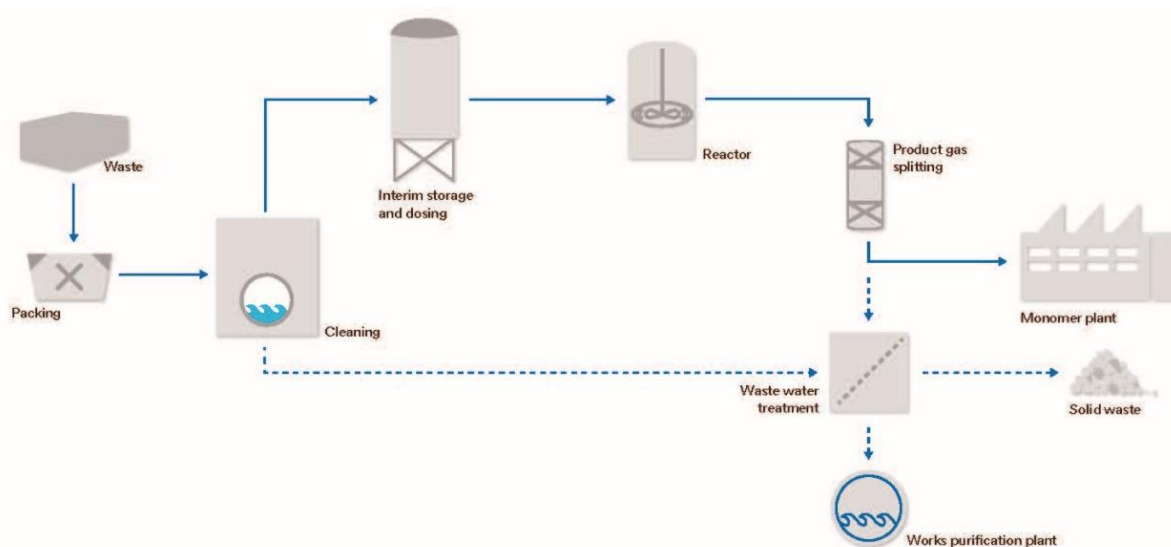 Waste
Packing
Cleaning
Interim storage
and dosing
Reactor
Product gas
splitting
Monomer plant
Waste water
treatment
Solid waste
Works purification plant